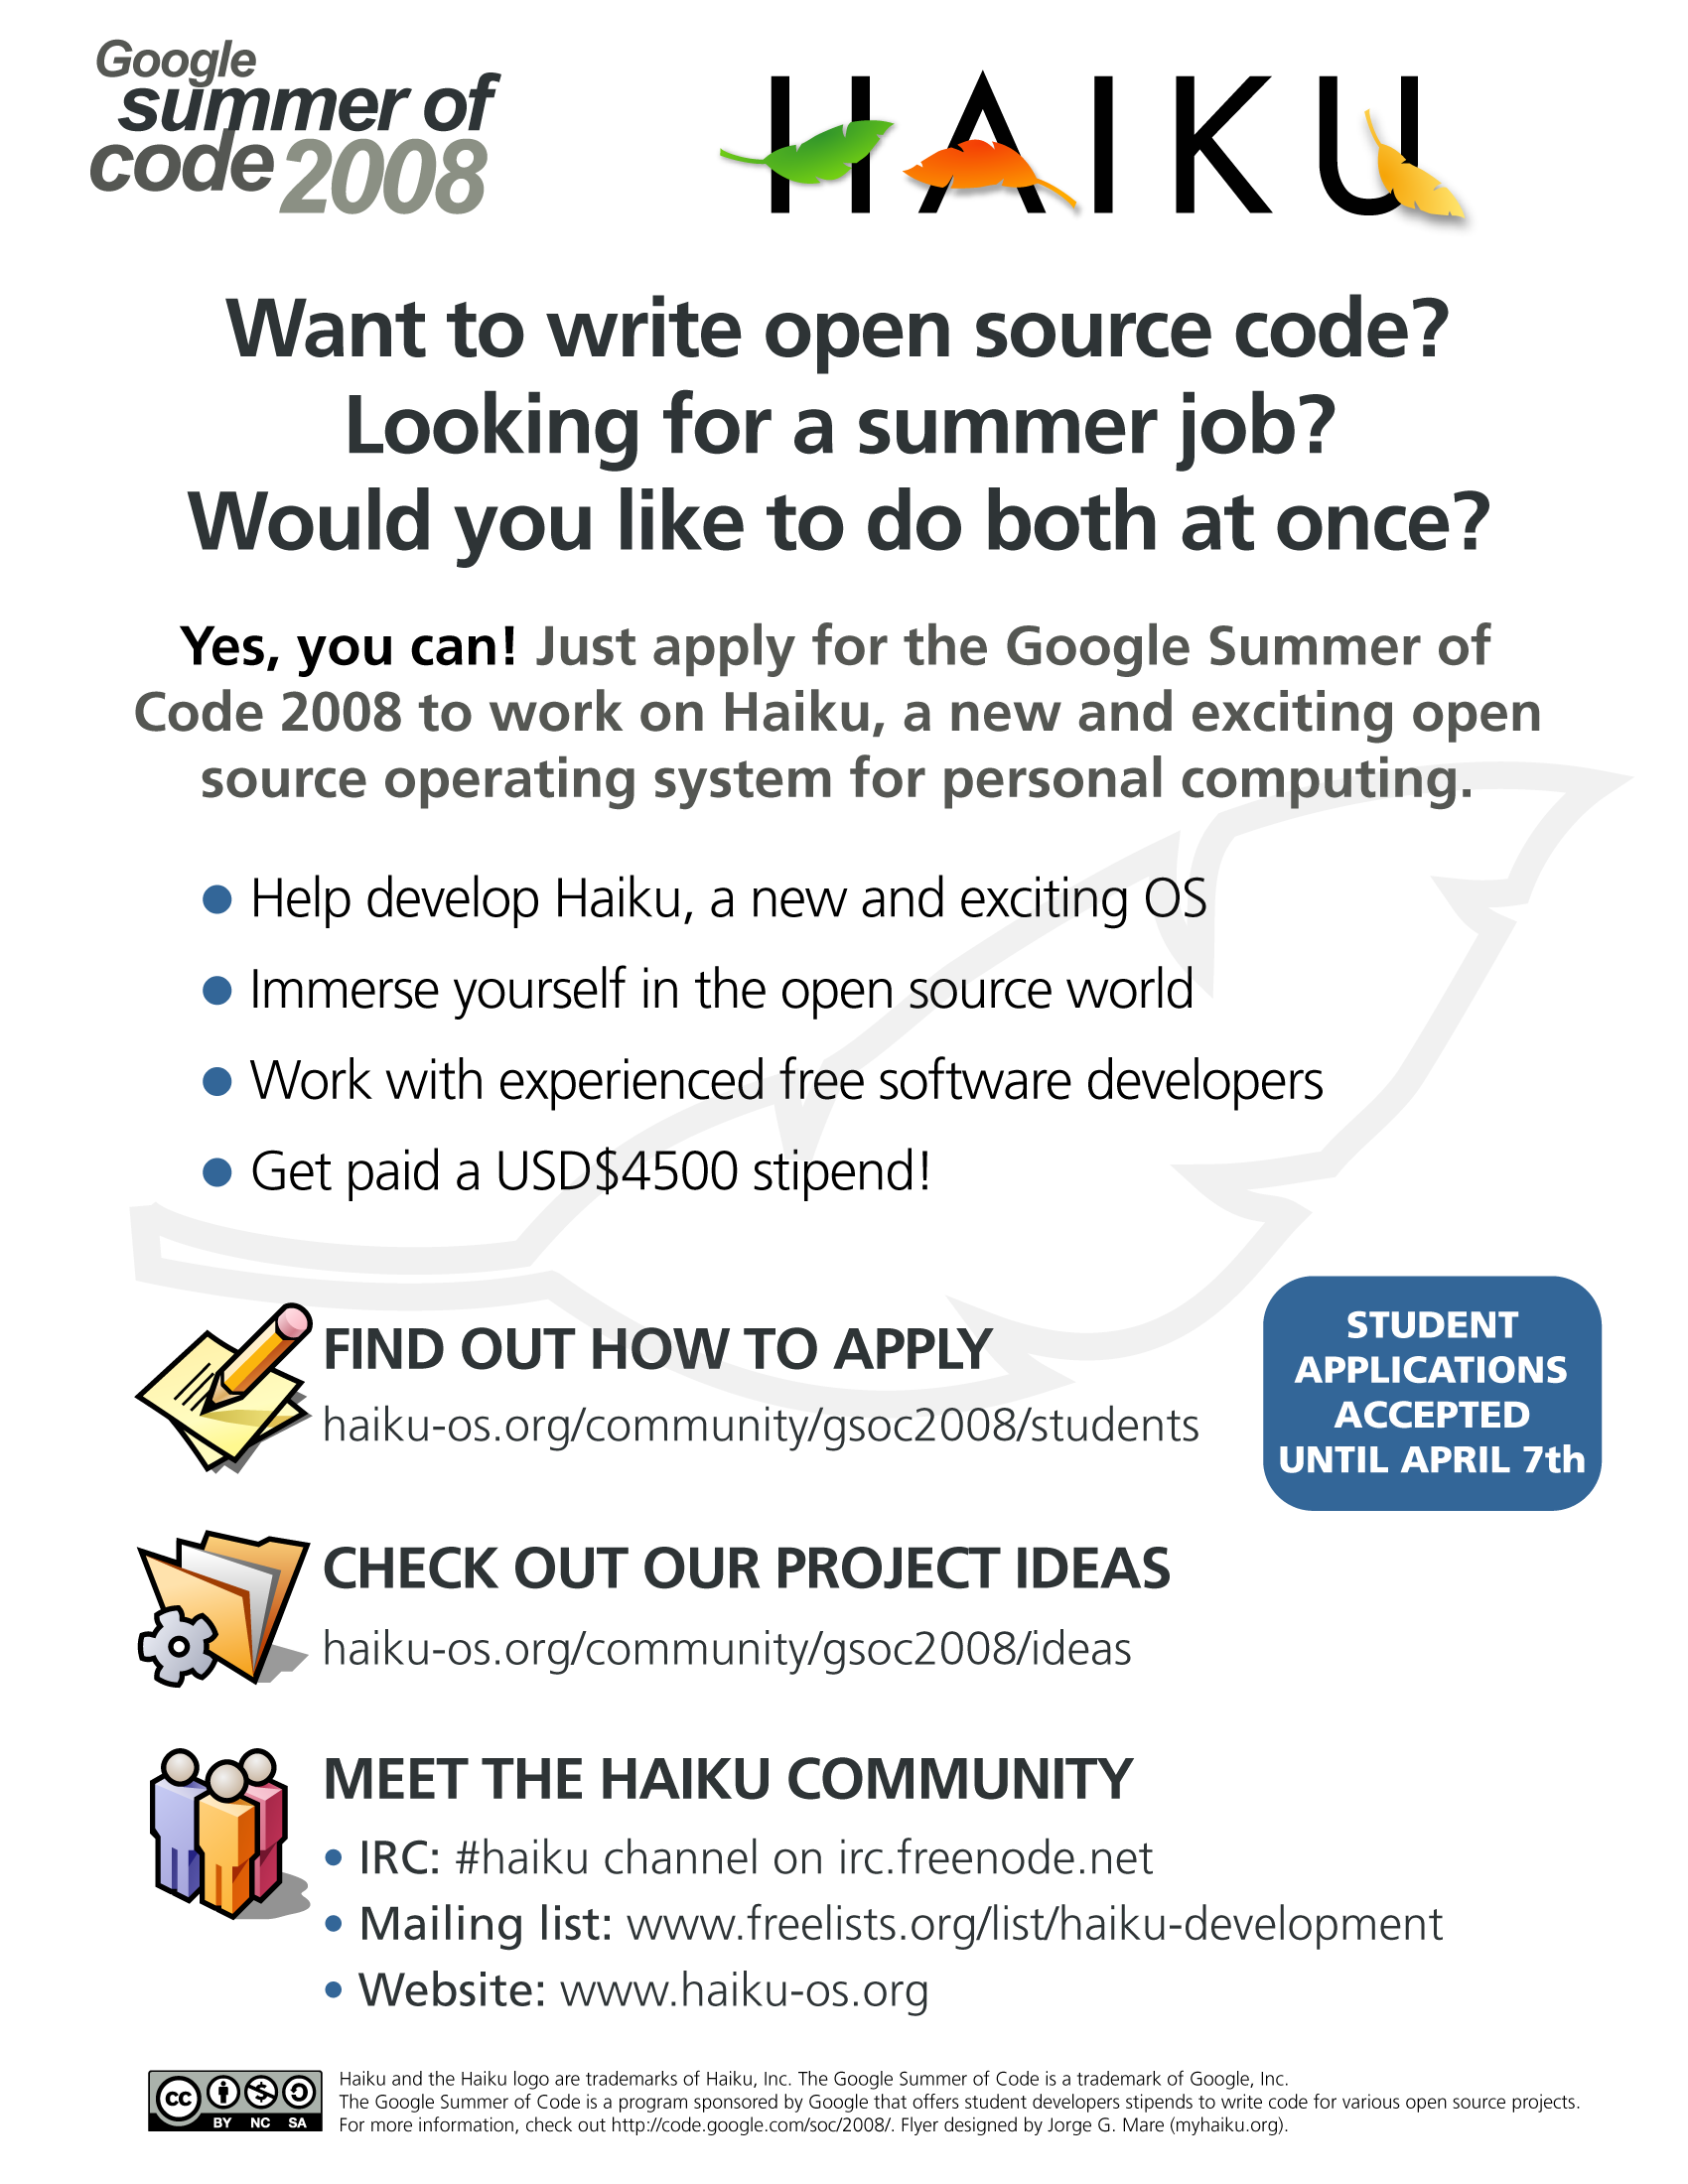 Google
summer of
code 2008
HAIKU
Want to write open source code?
Looking for a summer job?
Would you like to do both at once?
Yes, you can! Just apply for the Google Summer of
Code 2008 to work on Haiku, a new and exciting open
source operating system for personal computing.
● Help develop Haiku, a new and exciting OS
● Immerse yourself in the open source world
● Work with experienced free software developers
● Get paid a USD$4500 stipend!
FIND OUT HOW TO APPLY
haiku-os.org/community/gsoc2008/students
STUDENT
APPLICATIONS
ACCEPTED
UNTIL APRIL 7th
CHECK OUT OUR PROJECT IDEAS
haiku-os.org/community/gsoc2008/ideas
MEET THE HAIKU COMMUNITY
• IRC: #haiku channel on irc.freenode.net
• Mailing list: www.freelists.org/list/haiku-development
• Website: www.haiku-os.org
cc
BY NC SA
Haiku and the Haiku logo are trademarks of Haiku, Inc. The Google Summer of Code is a trademark of Google, Inc.
The Google Summer of Code is a program sponsored by Google that offers student developers stipends to write code for various open source projects.
For more information, check out http://code.google.com/soc/2008/. Flyer designed by Jorge G. Mare (myhaiku.org).